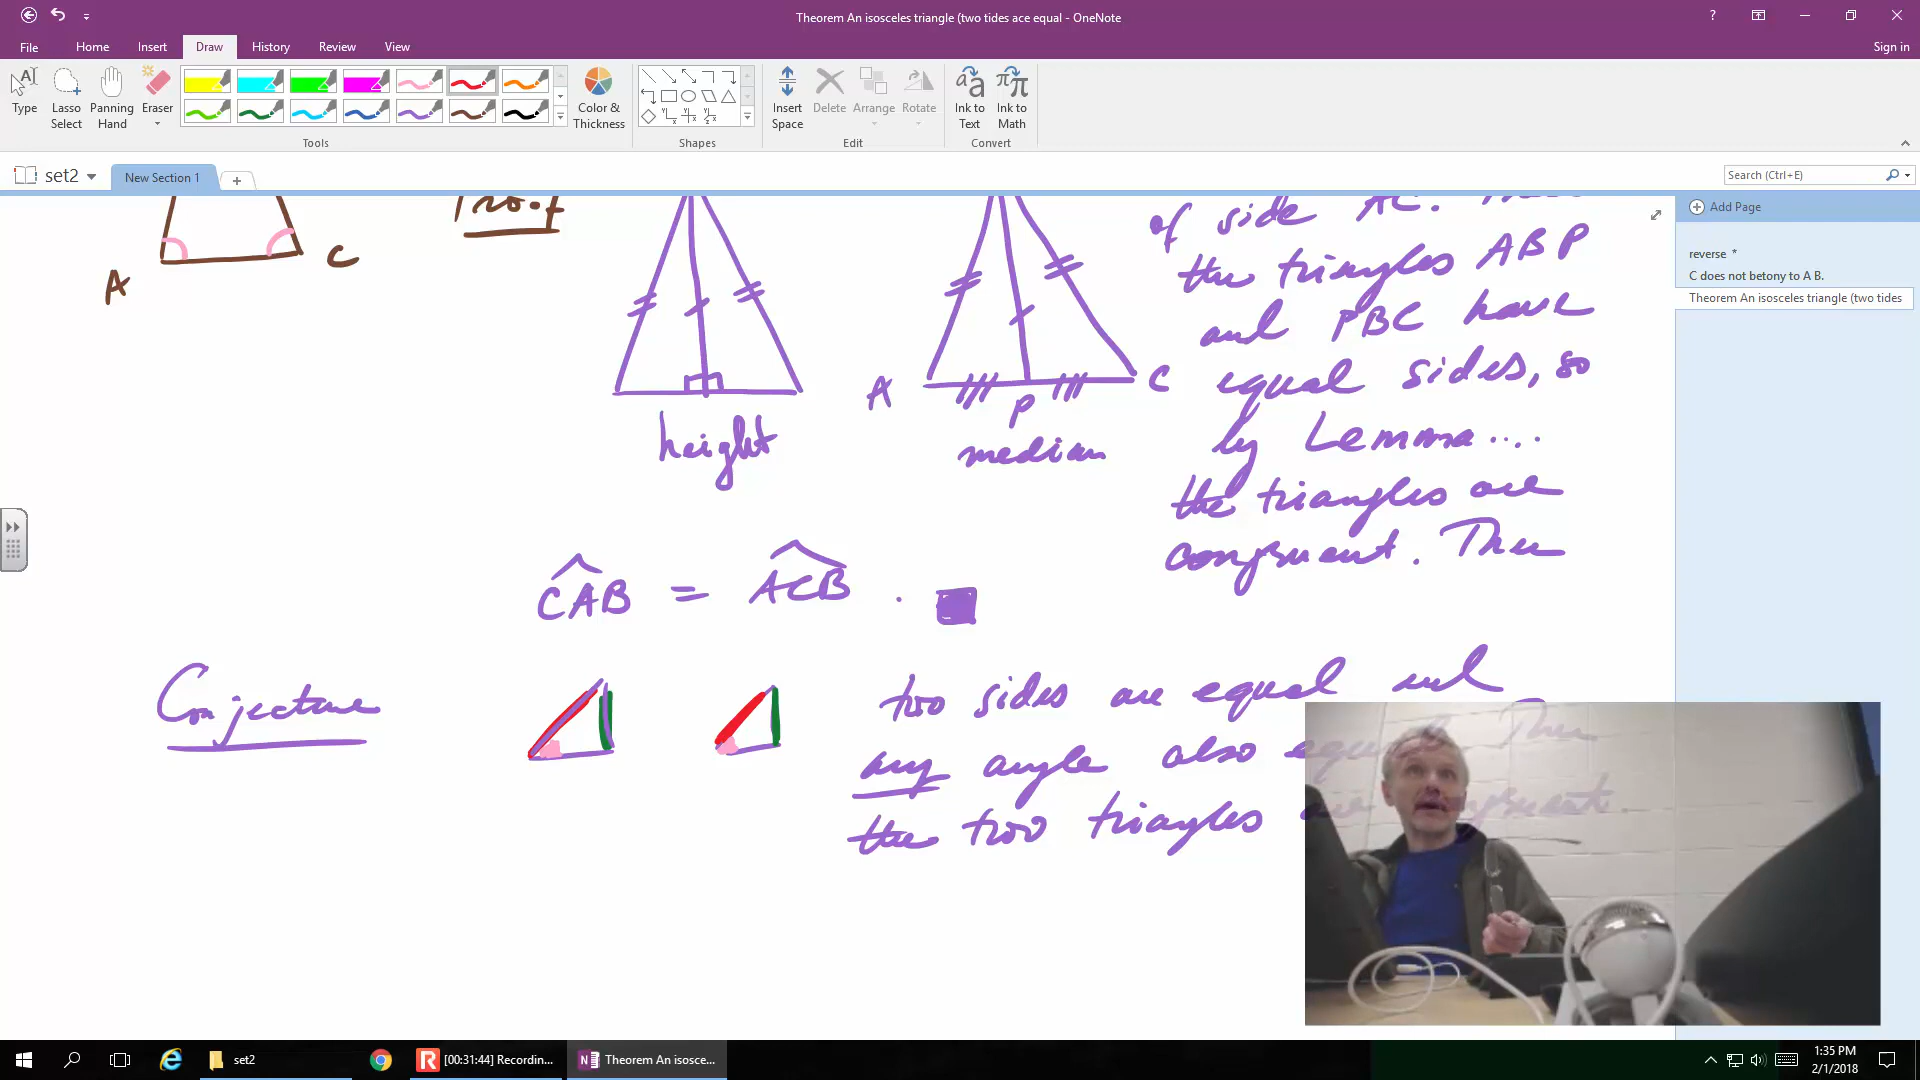 Theorem An isosceles triangle (two tides ace equal - OneNote
?
File
Home
Insert
Draw
History
Review
View
Sign in
Type
Lasso Select
Panning Hand
Eraser
Color & Thickness
Insert Space
Delete
Arrange
Rotate
Ink to Text
Ink to Math
Tools
Shapes
Edit
Convert
set2
New Section 1
Search (Ctrl+E)
Add Page
reverse *
C does not betony to A B.
Theorem An isosceles triangle (two tides
A
C
Proof
height
A
P
C
median
of side AC. 
the triangles ABP
and PBC have
equal sides, so
by Lemma....
the triangles are
congruent. Then
CAB = ACB .
Conjecture
two sides are equal and
any angle also equal. Then
the two triangles are congruent.
set2
[00:31:44] Recordin...
Theorem An isosce...
1:35 PM
2/1/2018